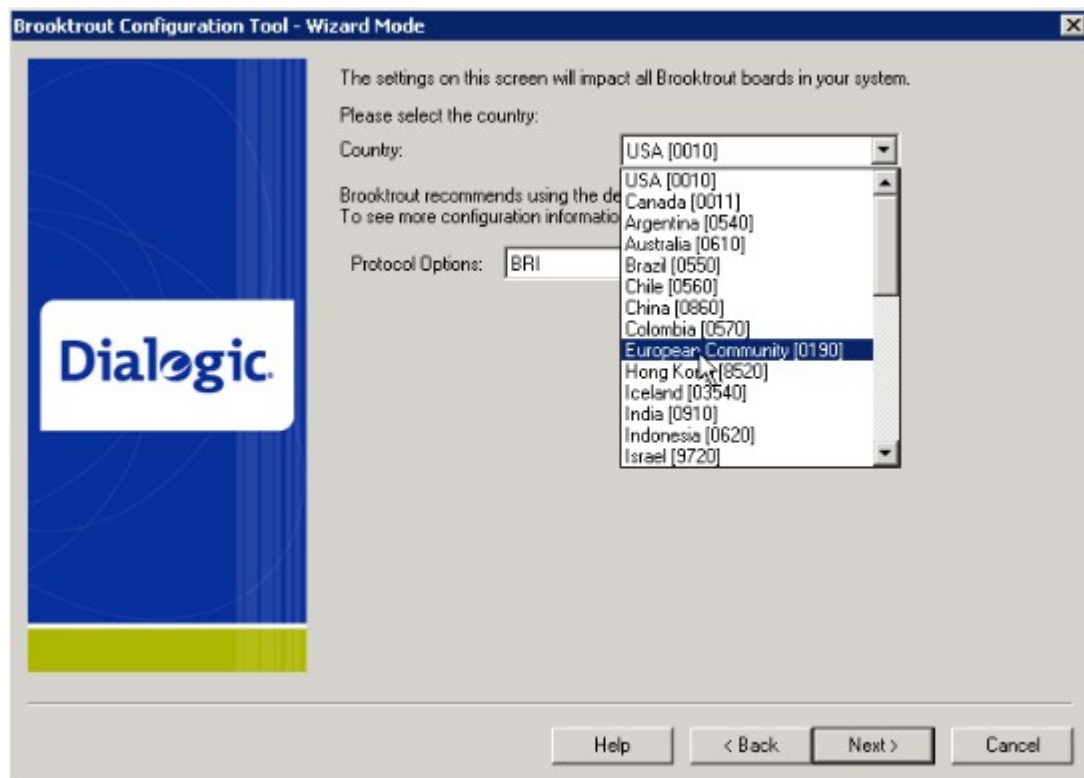 Brooktrout Configuration Tool - Wizard Mode
The settings on this screen will impact all Brooktrout boards in your system.
Please select the country:
Country:
USA [0010]
USA [0010]
Canada [0011]
Argentina [0540]
Australia [0610]
Brazil [0550]
Chile [0560]
China [0860]
Colombia [0570]
European Community [0190]
Hong Kong [8520]
Iceland [03540]
India [0910]
Indonesia [0620]
Israel [9720]
Brooktrout recommends using the de
To see more configuration informatio
Protocol Options:
BRI
Dialogic.
Help
< Back
Next >
Cancel